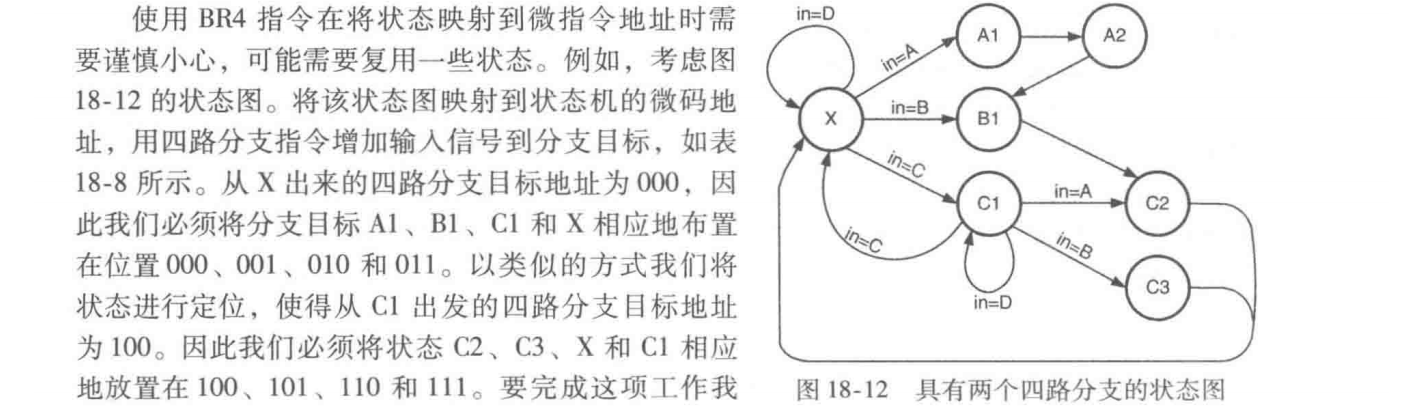 使用 BR4 指令在将状态映射到微指令地址时需
要谨慎小心，可能需要复用一些状态。例如，考虑图
18-12 的状态图。将该状态图映射到状态机的微码地
址，用四路分支指令增加输入信号到分支目标，如表
18-8 所示。从 X 出来的四路分支目标地址为 000，因
此我们必须将分支目标 A1、B1、C1 和 X 相应地布置
在位置 000、001、010 和 011。以类似的方式我们将
状态进行定位，使得从 C1 出发的四路分支目标地址
为 100。因此我们必须将状态 C2、C3、X 和 C1 相应
地放置在 100、101、110 和 111。要完成这项工作我
in=D
A1
A2
in=A
X
in=B
B1
in=C
C1
in=A
C2
in=C
in=B
C3
in=D
图 18-12 具有两个四路分支的状态图